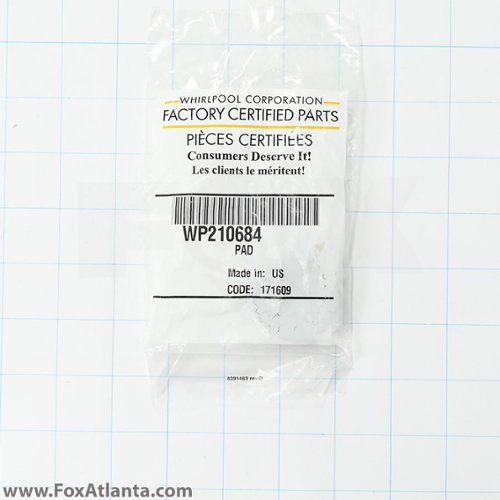 WHIRLPOOL CORPORATION
FACTORY CERTIFIED PARTS
PIÈCES CERTIFIÉES
Consumers Deserve It!
Les clients le méritent!
WP210684
PAD
Made in: US
CODE: 171609
www.FoxAtlanta.com